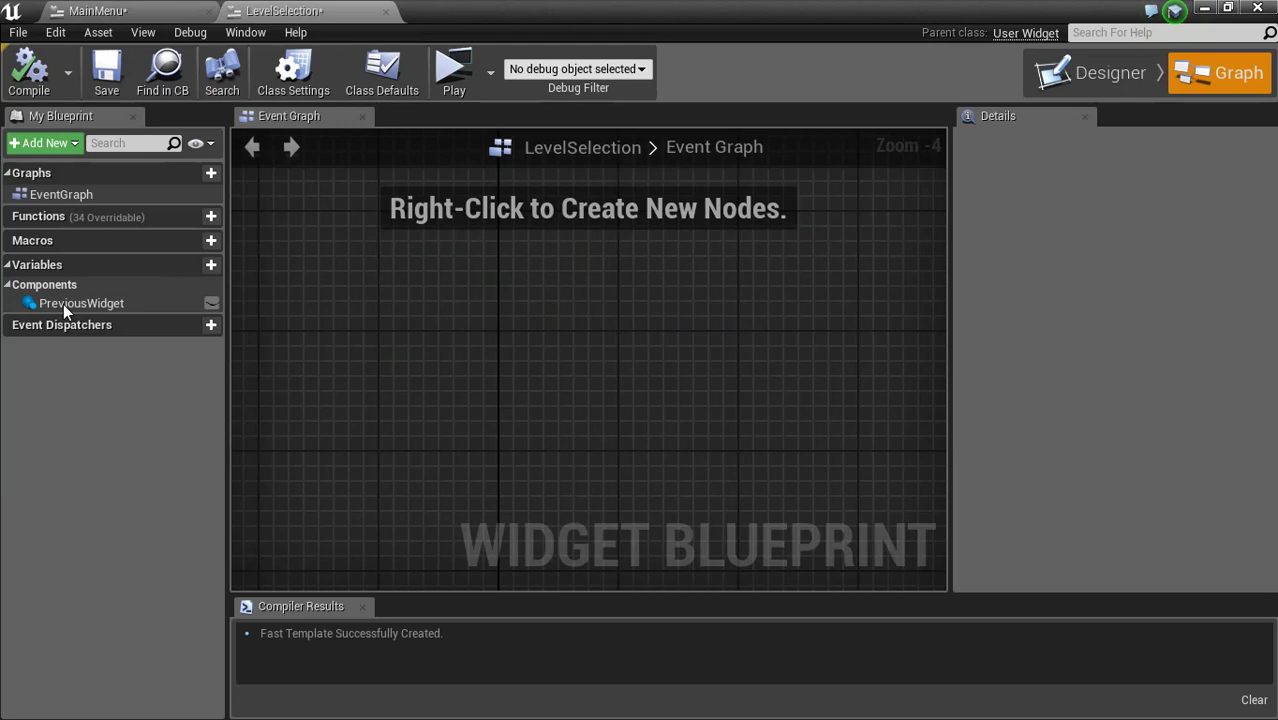 MainMenu*
LevelSelection*
File Edit Asset View Debug Window Help
Parent class: User Widget
Search For Help
Compile
Save
Find in CB
Search
Class Settings
Class Defaults
Play
No debug object selected
Debug Filter
Designer
Graph
My Blueprint
Add New
Search
Graphs
EventGraph
Functions (34 Overridable)
Macros
Variables
Components
PreviousWidget
Event Dispatchers
Event Graph
LevelSelection > Event Graph
Zoom -4
Right-Click to Create New Nodes.
WIDGET BLUEPRINT
Details
Compiler Results
Fast Template Successfully Created.
Clear